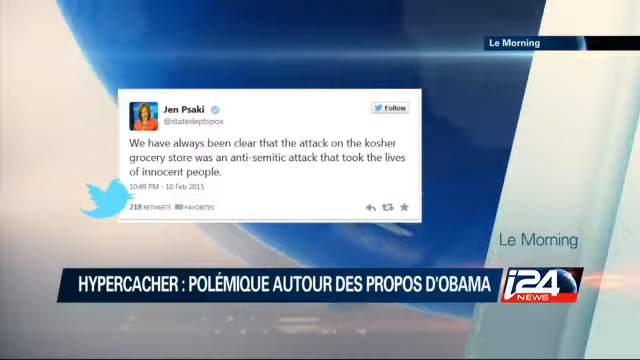 Le Morning
Jen Psaki
Follow
@statedeptspox
We have always been clear that the attack on the kosher
grocery store was an anti-semitic attack that took the lives
of innocent people.
10:49 PM - 10 Feb 2015
218 RETWEETS 80 FAVORITES
Le Morning
HYPERCACHER : POLÉMIQUE AUTOUR DES PROPOS D'OBAMA
i24
NEWS